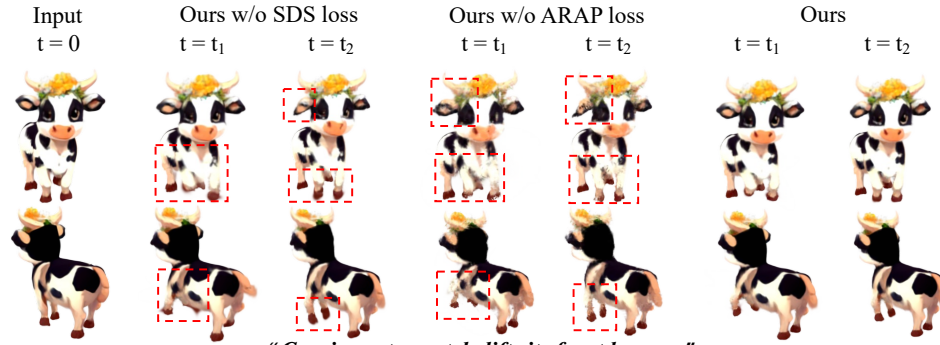 Input Ours w/o SDS loss Ours w/o ARAP loss Ours
t = 0 t = t₁ t = t₂ t = t₁ t = t₂ t = t₁ t = t₂